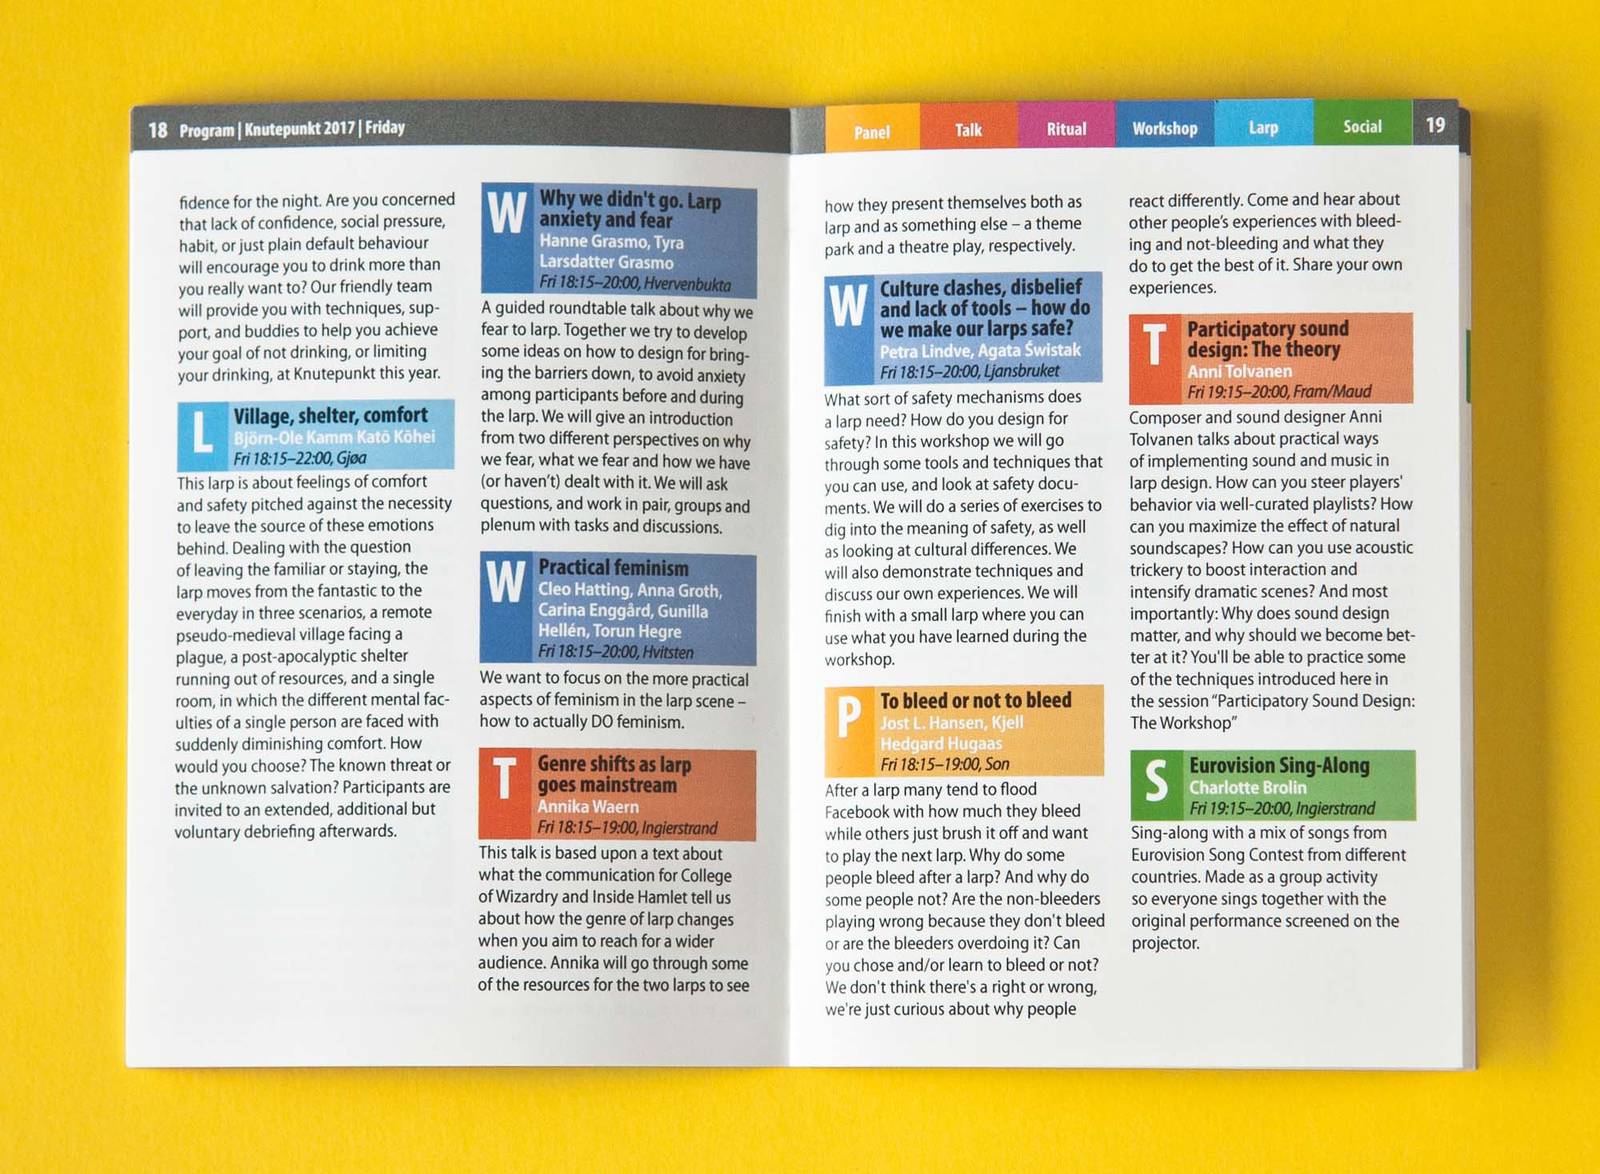 18 Program | Knutepunkt 2017 | Friday
fidence for the night. Are you concerned
that lack of confidence, social pressure,
habit, or just plain default behaviour
will encourage you to drink more than
you really want to? Our friendly team
will provide you with techniques, sup-
port, and buddies to help you achieve
your goal of not drinking, or limiting
your drinking, at Knutepunkt this year.
L
Village, shelter, comfort
Björn-Ole Kamm Katō Kōhei
Fri 18:15–22:00, Gjøa
This larp is about feelings of comfort
and safety pitched against the necessity
to leave the source of these emotions
behind. Dealing with the question
of leaving the familiar or staying, the
larp moves from the fantastic to the
everyday in three scenarios, a remote
pseudo-medieval village facing a
plague, a post-apocalyptic shelter
running out of resources, and a single
room, in which the different mental fac-
ulties of a single person are faced with
suddenly diminishing comfort. How
would you choose? The known threat or
the unknown salvation? Participants are
invited to an extended, additional but
voluntary debriefing afterwards.
W
Why we didn't go. Larp
anxiety and fear
Hanne Grasmo, Tyra
Larsdatter Grasmo
Fri 18:15–20:00, Hvervenbukta
A guided roundtable talk about why we
fear to larp. Together we try to develop
some ideas on how to design for bring-
ing the barriers down, to avoid anxiety
among participants before and during
the larp. We will give an introduction
from two different perspectives on why
we fear, what we fear and how we have
(or haven't) dealt with it. We will ask
questions, and work in pair, groups and
plenum with tasks and discussions.
W
Practical feminism
Cleo Hatting, Anna Groth,
Carina Enggård, Gunilla
Hellén, Torun Hegre
Fri 18:15–20:00, Hvitsten
We want to focus on the more practical
aspects of feminism in the larp scene –
how to actually DO feminism.
T
Genre shifts as larp
goes mainstream
Annika Waern
Fri 18:15–19:00, Ingierstrand
This talk is based upon a text about
what the communication for College
of Wizardry and Inside Hamlet tell us
about how the genre of larp changes
when you aim to reach for a wider
audience. Annika will go through some
of the resources for the two larps to see
Panel Talk Ritual Workshop Larp Social 19
how they present themselves both as
larp and as something else – a theme
park and a theatre play, respectively.
W
Culture clashes, disbelief
and lack of tools – how do
we make our larps safe?
Petra Lindve, Agata Świstak
Fri 18:15–20:00, Ljansbruket
What sort of safety mechanisms does
a larp need? How do you design for
safety? In this workshop we will go
through some tools and techniques that
you can use, and look at safety docu-
ments. We will do a series of exercises to
dig into the meaning of safety, as well
as looking at cultural differences. We
will also demonstrate techniques and
discuss our own experiences. We will
finish with a small larp where you can
use what you have learned during the
workshop.
P
To bleed or not to bleed
Jost L. Hansen, Kjell
Hedgard Hugaas
Fri 18:15–19:00, Son
After a larp many tend to flood
Facebook with how much they bleed
while others just brush it off and want
to play the next larp. Why do some
people bleed after a larp? And why do
some people not? Are the non-bleeders
playing wrong because they don't bleed
or are the bleeders overdoing it? Can
you chose and/or learn to bleed or not?
We don't think there's a right or wrong,
we're just curious about why people
react differently. Come and hear about
other people's experiences with bleed-
ing and not-bleeding and what they
do to get the best of it. Share your own
experiences.
T
Participatory sound
design: The theory
Anni Tolvanen
Fri 19:15–20:00, Fram/Maud
Composer and sound designer Anni
Tolvanen talks about practical ways
of implementing sound and music in
larp design. How can you steer players'
behavior via well-curated playlists? How
can you maximize the effect of natural
soundscapes? How can you use acoustic
trickery to boost interaction and
intensify dramatic scenes? And most
importantly: Why does sound design
matter, and why should we become bet-
ter at it? You'll be able to practice some
of the techniques introduced here in
the session “Participatory Sound Design:
The Workshop”
S
Eurovision Sing-Along
Charlotte Brolin
Fri 19:15–20:00, Ingierstrand
Sing-along with a mix of songs from
Eurovision Song Contest from different
countries. Made as a group activity
so everyone sings together with the
original performance screened on the
projector.